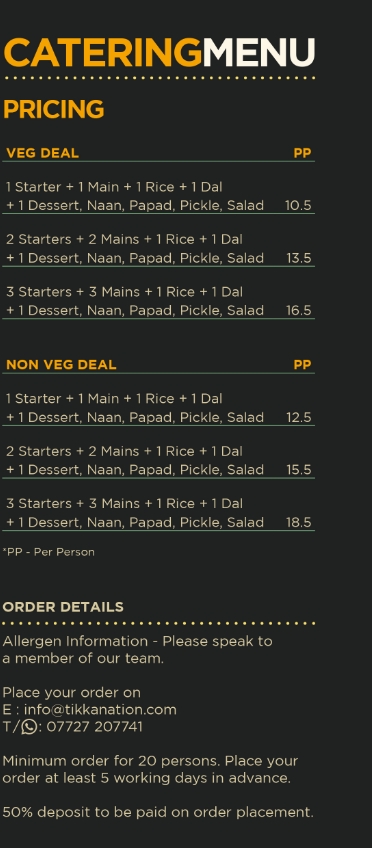 CATERINGMENU
PRICING
VEG DEAL PP
1 Starter + 1 Main + 1 Rice + 1 Dal
+ 1 Dessert, Naan, Papad, Pickle, Salad 10.5
2 Starters + 2 Mains + 1 Rice + 1 Dal
+ 1 Dessert, Naan, Papad, Pickle, Salad 13.5
3 Starters + 3 Mains + 1 Rice + 1 Dal
+ 1 Dessert, Naan, Papad, Pickle, Salad 16.5
NON VEG DEAL PP
1 Starter + 1 Main + 1 Rice + 1 Dal
+ 1 Dessert, Naan, Papad, Pickle, Salad 12.5
2 Starters + 2 Mains + 1 Rice + 1 Dal
+ 1 Dessert, Naan, Papad, Pickle, Salad 15.5
3 Starters + 3 Mains + 1 Rice + 1 Dal
+ 1 Dessert, Naan, Papad, Pickle, Salad 18.5
*PP - Per Person
ORDER DETAILS
Allergen Information - Please speak to
a member of our team.
Place your order on
E : info@tikkanation.com
T/: 07727 207741
Minimum order for 20 persons. Place your
order at least 5 working days in advance.
50% deposit to be paid on order placement.